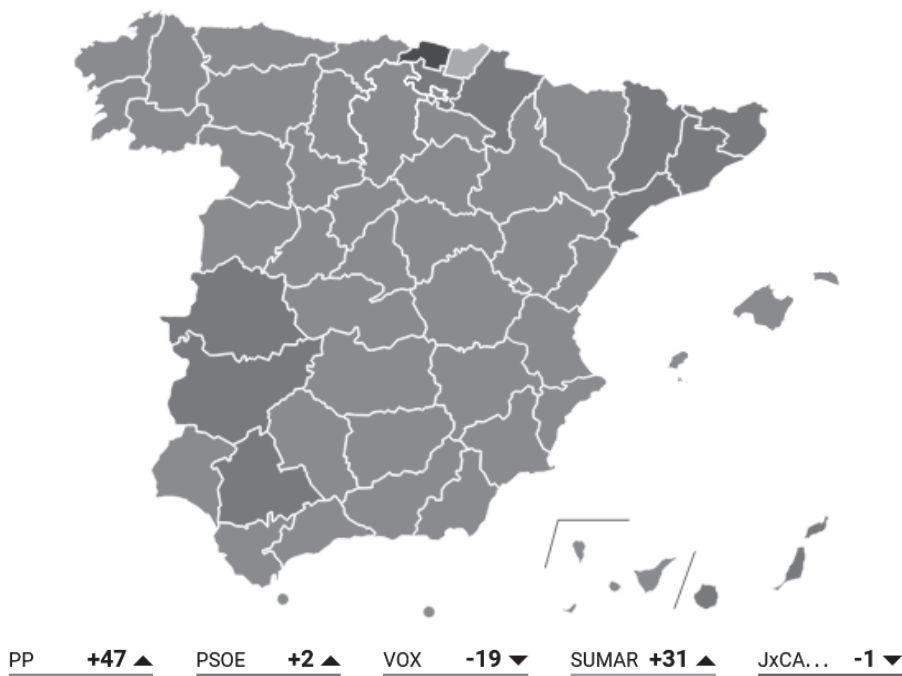 PP +47 ▲ PSOE +2 ▲ VOX -19 ▼ SUMAR +31 ▲ JxCA... -1 ▼